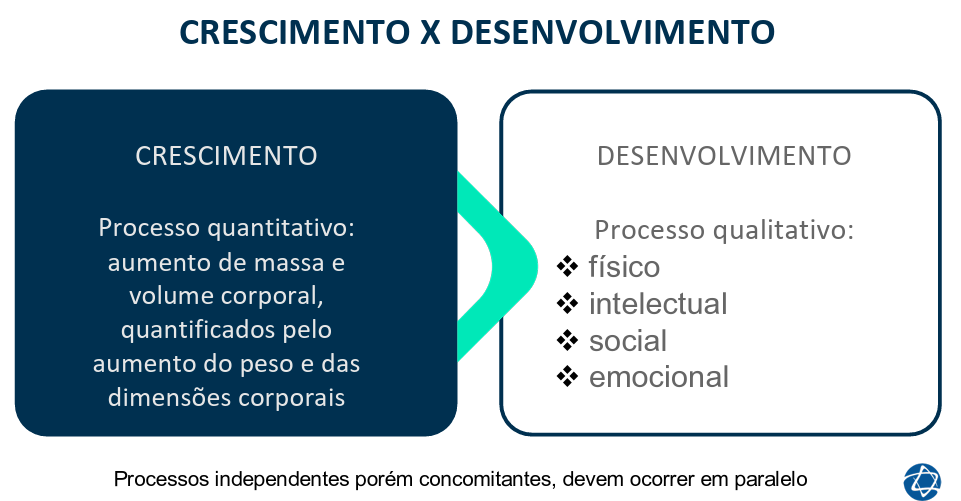 CRESCIMENTO X DESENVOLVIMENTO
CRESCIMENTO
Processo quantitativo:
aumento de massa e
volume corporal,
quantificados pelo
aumento do peso e das
dimensões corporais
DESENVOLVIMENTO
Processo qualitativo:
❖ físico
❖ intelectual
❖ social
❖ emocional
Processos independentes porém concomitantes, devem ocorrer em paralelo